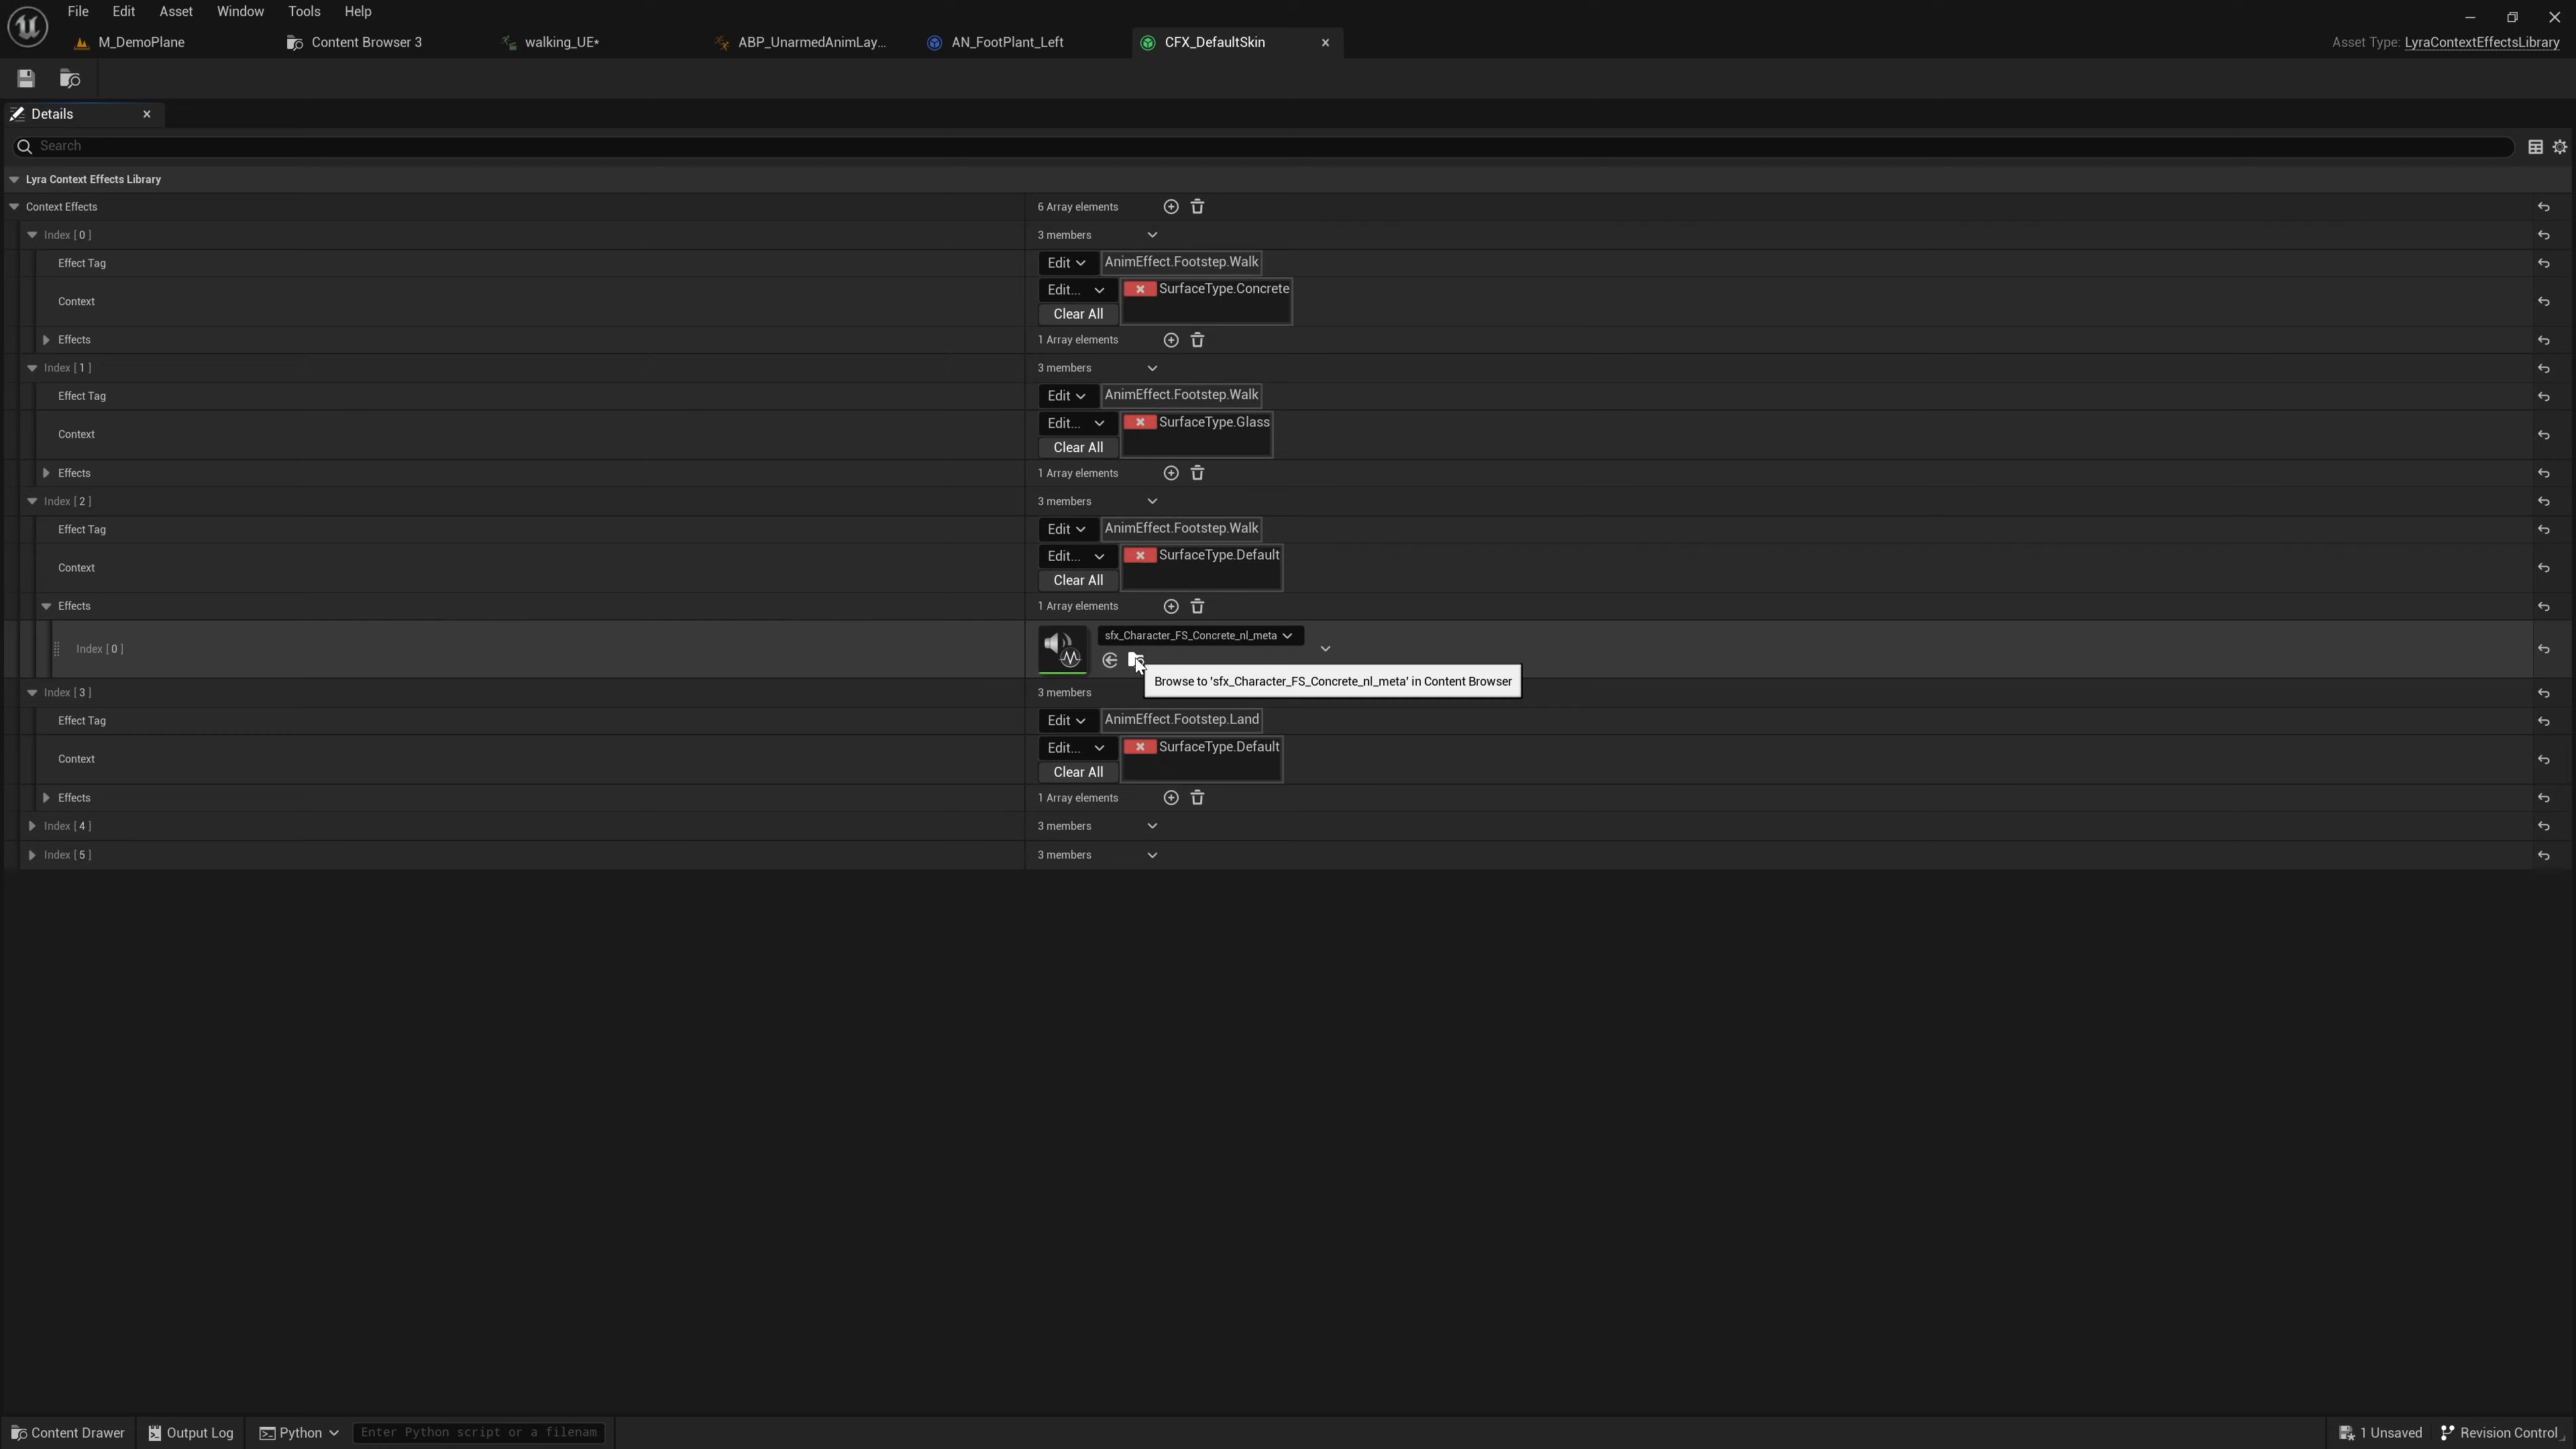 File Edit Asset Window Tools Help
M_DemoPlane Content Browser 3 walking_UE* ABP_UnarmedAnimLay... AN_FootPlant_Left CFX_DefaultSkin Asset Type: LyraContextEffectsLibrary
Details
Search
Lyra Context Effects Library
Context Effects 6 Array elements
Index [ 0 ] 3 members
Effect Tag Edit AnimEffect.Footstep.Walk
Context Edit... SurfaceType.Concrete
Clear All
Effects 1 Array elements
Index [ 1 ] 3 members
Effect Tag Edit AnimEffect.Footstep.Walk
Context Edit... SurfaceType.Glass
Clear All
Effects 1 Array elements
Index [ 2 ] 3 members
Effect Tag Edit AnimEffect.Footstep.Walk
Context Edit... SurfaceType.Default
Clear All
Effects 1 Array elements
Index [ 0 ] sfx_Character_FS_Concrete_nl_meta
Browse to 'sfx_Character_FS_Concrete_nl_meta' in Content Browser
Index [ 3 ] 3 members
Effect Tag Edit AnimEffect.Footstep.Land
Context Edit... SurfaceType.Default
Clear All
Effects 1 Array elements
Index [ 4 ] 3 members
Index [ 5 ] 3 members
Content Drawer Output Log Python Enter Python script or a filenam 1 Unsaved Revision Control